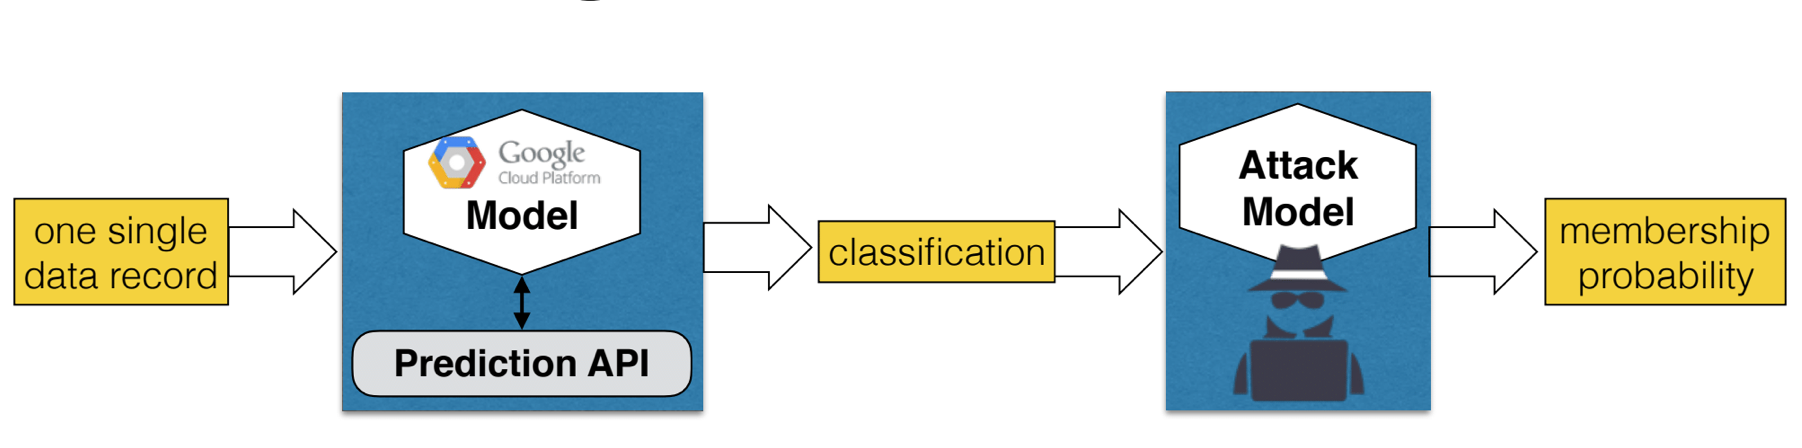 one single
data record
Google
Cloud Platform
Model
Prediction API
classification
Attack
Model
membership
probability